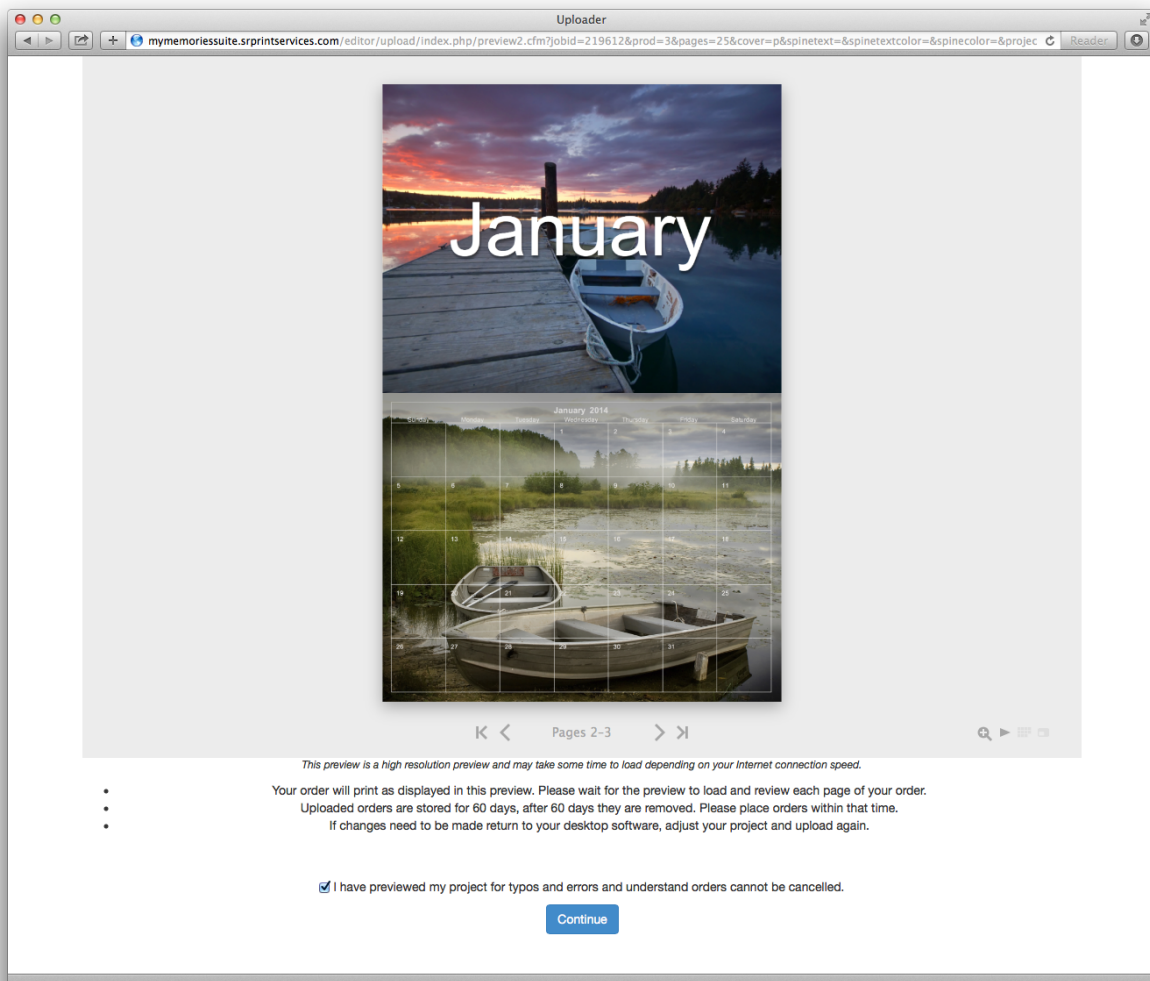 Uploader
mymemoriessuite.srprintservices.com/editor/upload/index.php/preview2.cfm?jobid=219612&prod=3&pages=25&cover=p&spinetext=&spinetextcolor=&spinecolor=&projec
Reader
January
January 2014
Sunday Monday Tuesday Wednesday Thursday Friday Saturday
1 2 3 4
5 6 7 8 9 10 11
12 13 14 15 16 17 18
19 20 21 22 23 24 25
26 27 28 29 30 31
Pages 2-3
This preview is a high resolution preview and may take some time to load depending on your Internet connection speed.
• Your order will print as displayed in this preview. Please wait for the preview to load and review each page of your order.
• Uploaded orders are stored for 60 days, after 60 days they are removed. Please place orders within that time.
• If changes need to be made return to your desktop software, adjust your project and upload again.
I have previewed my project for typos and errors and understand orders cannot be cancelled.
Continue